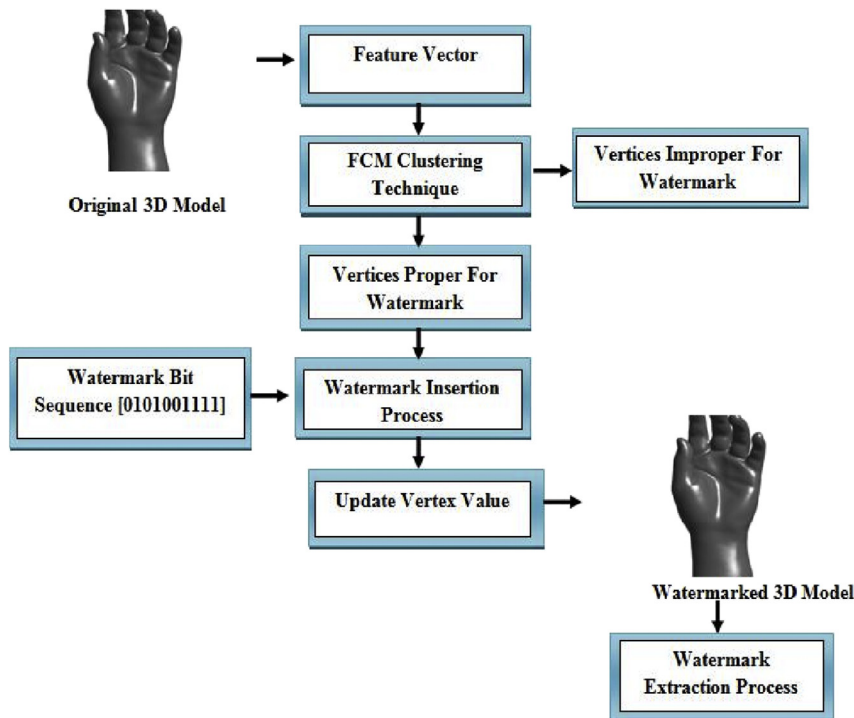 Feature Vector
Original 3D Model
FCM Clustering
Technique
Vertices Improper For
Watermark
Vertices Proper For
Watermark
Watermark Bit
Sequence [0101001111]
Watermark Insertion
Process
Update Vertex Value
Watermarked 3D Model
Watermark
Extraction Process